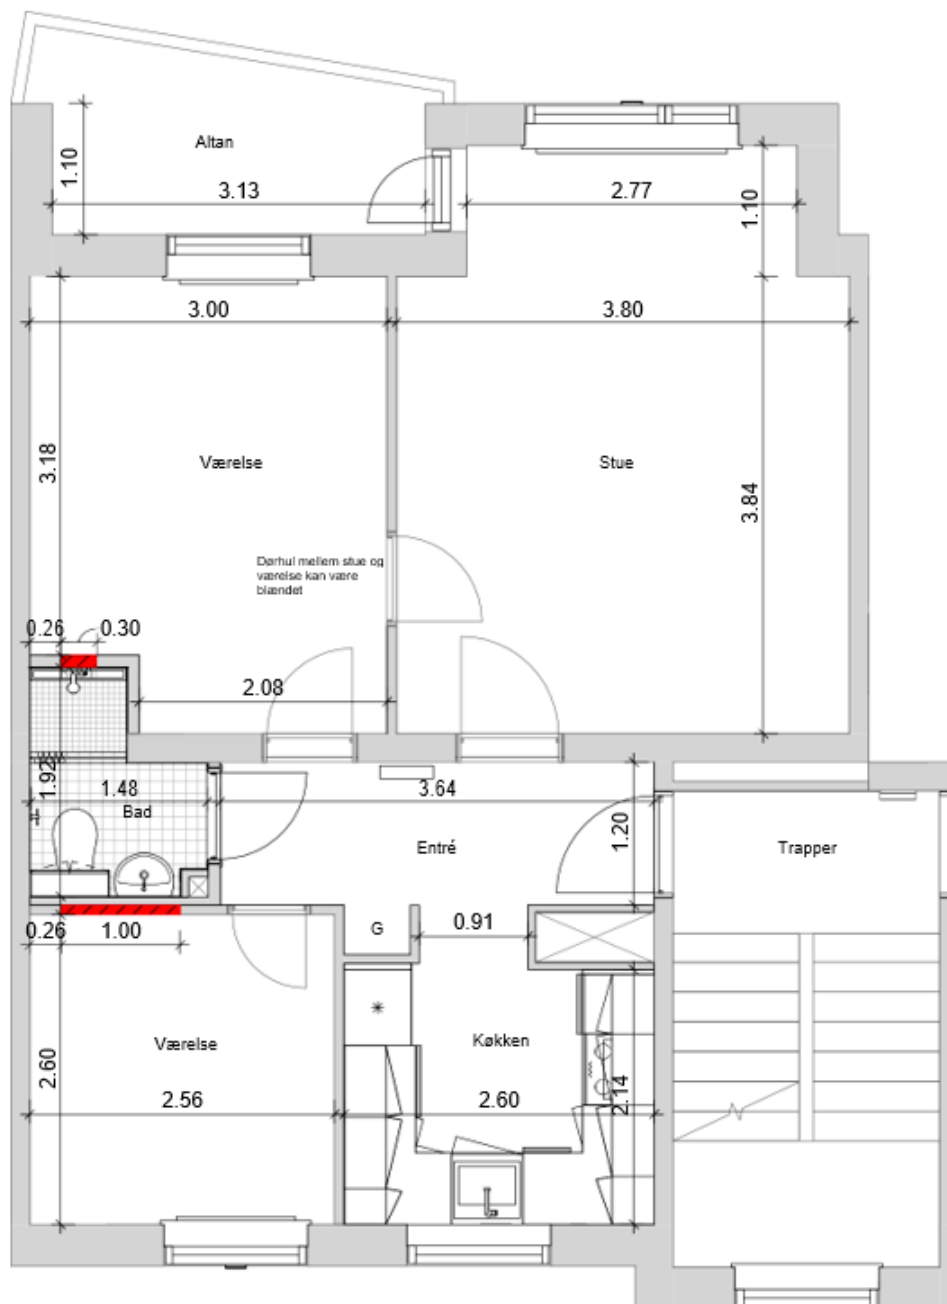 Altan
1.10
3.13
2.77
1.10
3.00
3.80
3.18
Værelse
Stue
3.84
Dørhul mellem stue og
værelse kan være
blændet
0.26
0.30
2.08
1.92
1.48
Bad
3.64
1.20
Entré
Trapper
0.26
1.00
G
0.91
Værelse
Køkken
2.60
2.56
2.60
2.14